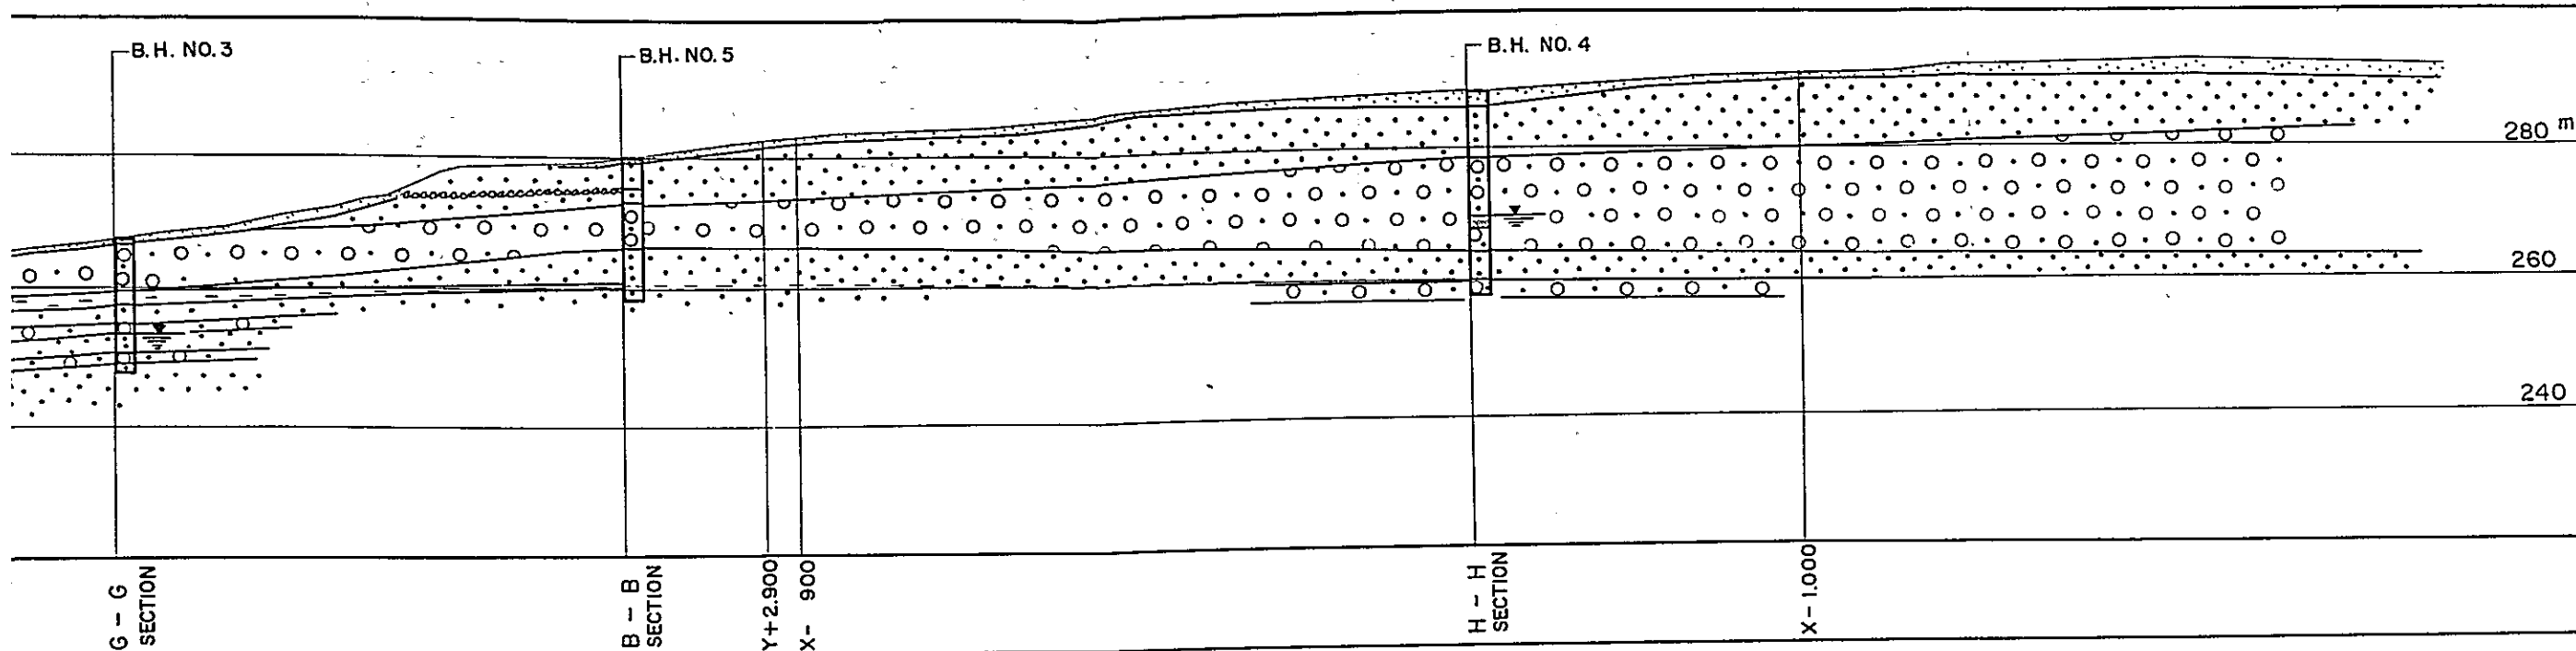 B.H. NO.3
B.H. NO.5
B.H. NO. 4
280 m
260
240
G - G
SECTION
B - B
SECTION
Y+2.900
X- 900
H - H
SECTION
X-1.000